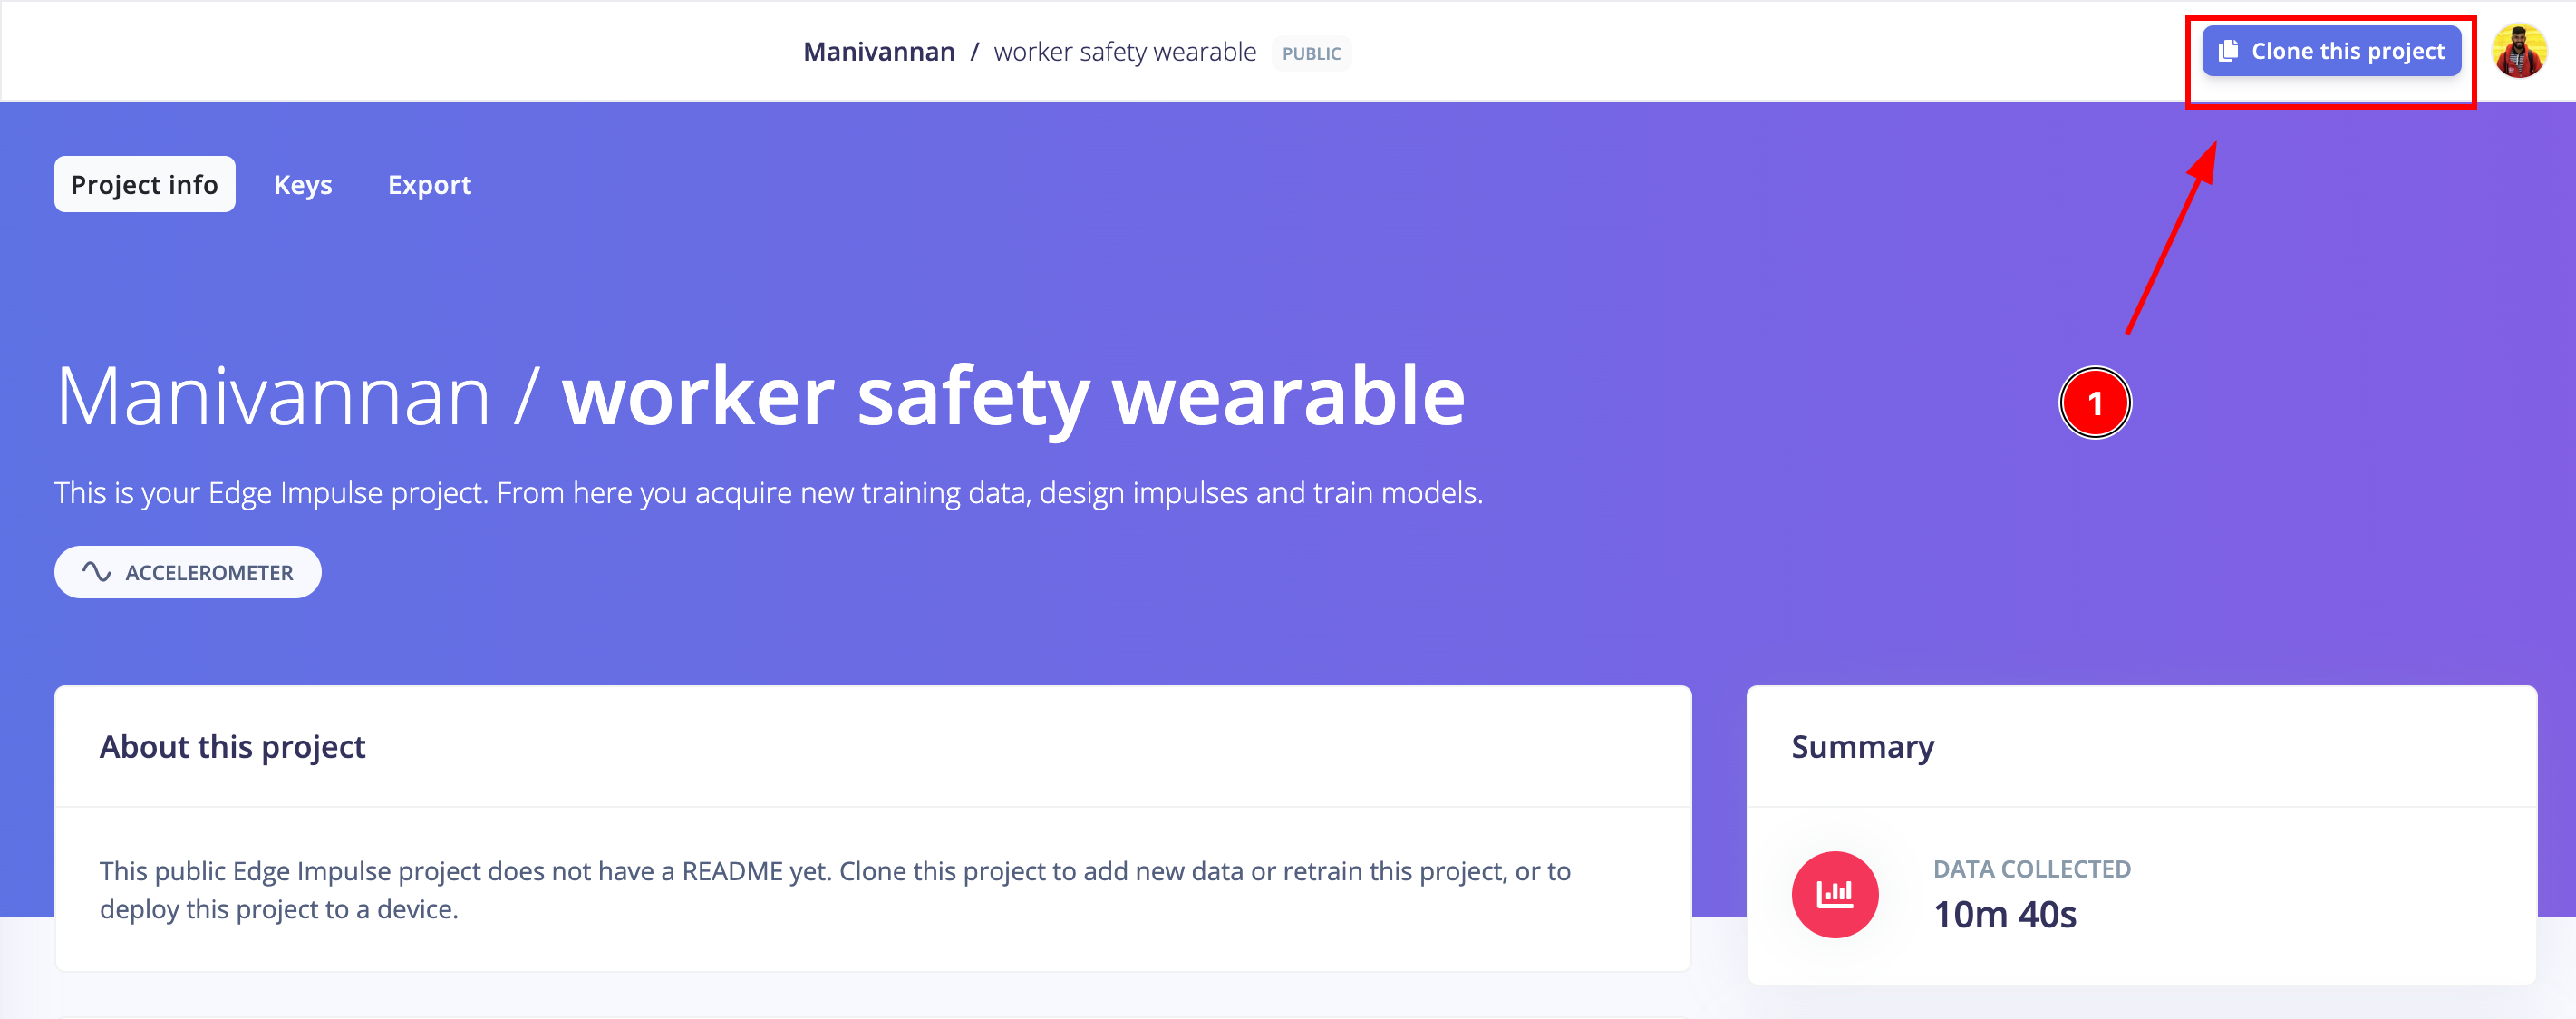 Manivannan / worker safety wearable PUBLIC
Clone this project
Project info Keys Export
Manivannan / worker safety wearable
1
This is your Edge Impulse project. From here you acquire new training data, design impulses and train models.
ACCELEROMETER
About this project
This public Edge Impulse project does not have a README yet. Clone this project to add new data or retrain this project, or to
deploy this project to a device.
Summary
DATA COLLECTED
10m 40s